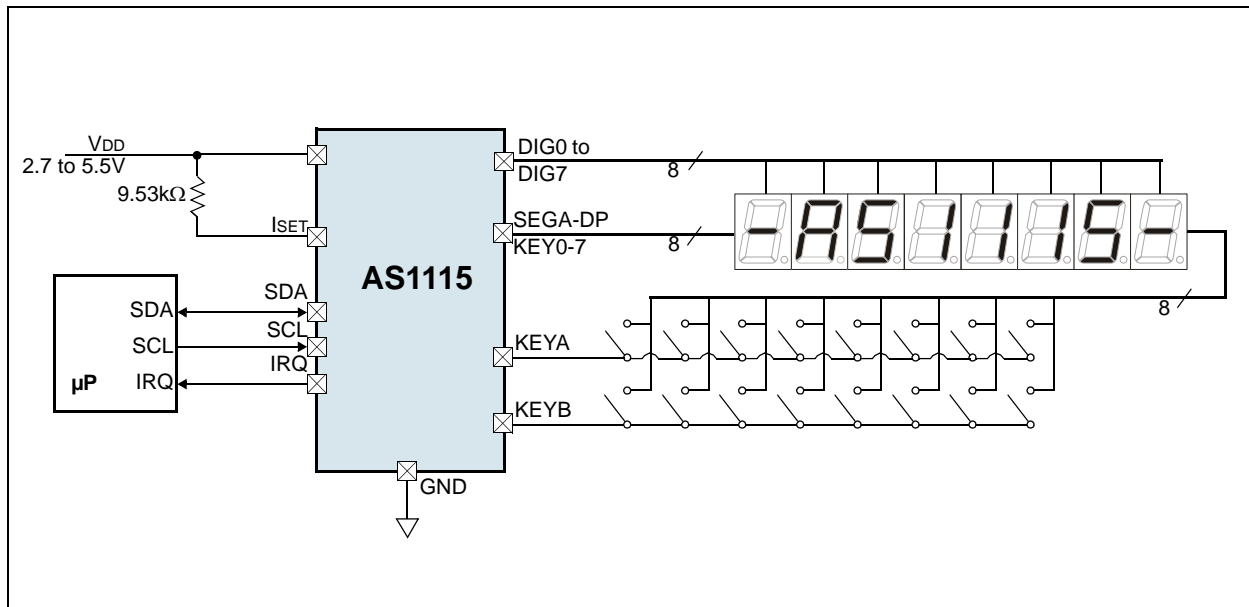 VDD
2.7 to 5.5V
9.53kΩ
ISET
SDA
SCL
IRQ
µP
SDA
SCL
IRQ
AS1115
GND
DIG0 to
DIG7
8
SEGA-DP
KEY0-7
8
-AS1115-
8
KEYA
KEYB